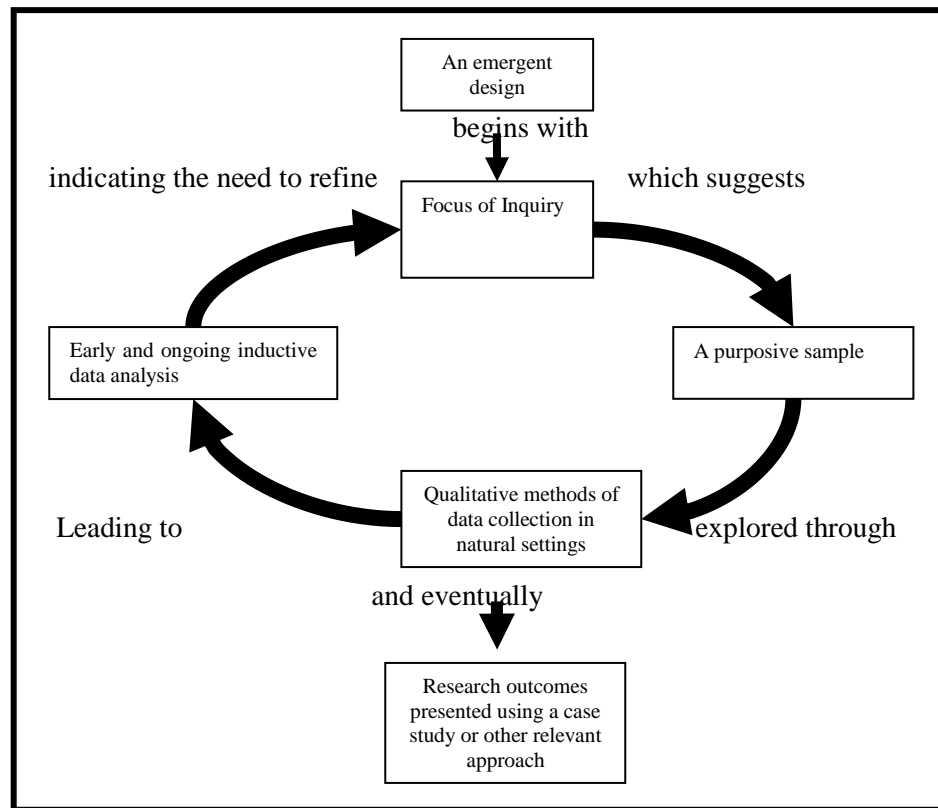 An emergent
design
begins with
indicating the need to refine
which suggests
Focus of Inquiry
Early and ongoing inductive
data analysis
A purposive sample
Qualitative methods of
data collection in
natural settings
Leading to
explored through
and eventually
Research outcomes
presented using a case
study or other relevant
approach